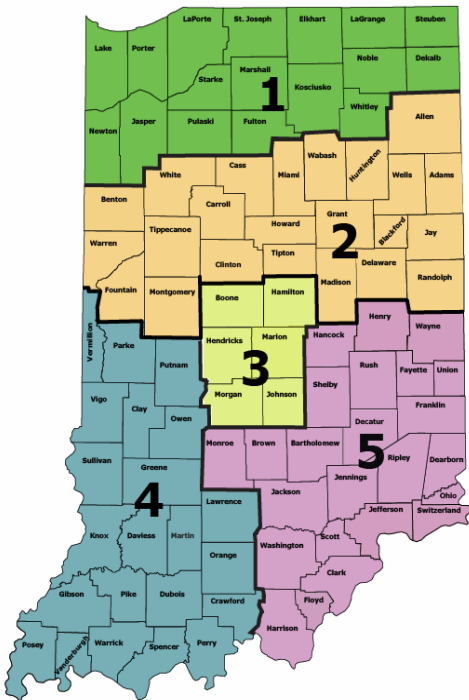 LaPorte
St. Joseph
Elkhart
LaGrange
Steuben
Lake
Porter
Noble
Dekalb
Starke
Marshall
Kosciusko
1
Whitley
Newton
Jasper
Pulaski
Fulton
Allen
White
Cass
Miami
Wabash
Huntington
Wells
Adams
Benton
Carroll
Grant
Blackford
Jay
Warren
Tippecanoe
Howard
2
Clinton
Tipton
Madison
Delaware
Randolph
Fountain
Montgomery
Boone
Hamilton
Henry
Wayne
Vermillion
Parke
Putnam
Hendricks
Marion
Hancock
Rush
Fayette
Union
3
Shelby
Vigo
Clay
Owen
Morgan
Johnson
Franklin
Decatur
Sullivan
Greene
Monroe
Brown
Bartholomew
5
Ripley
Dearborn
4
Lawrence
Jackson
Jennings
Ohio
Jefferson
Switzerland
Knox
Daviess
Martin
Orange
Washington
Scott
Clark
Gibson
Pike
Dubois
Crawford
Floyd
Harrison
Posey
Vanderburgh
Warrick
Spencer
Perry